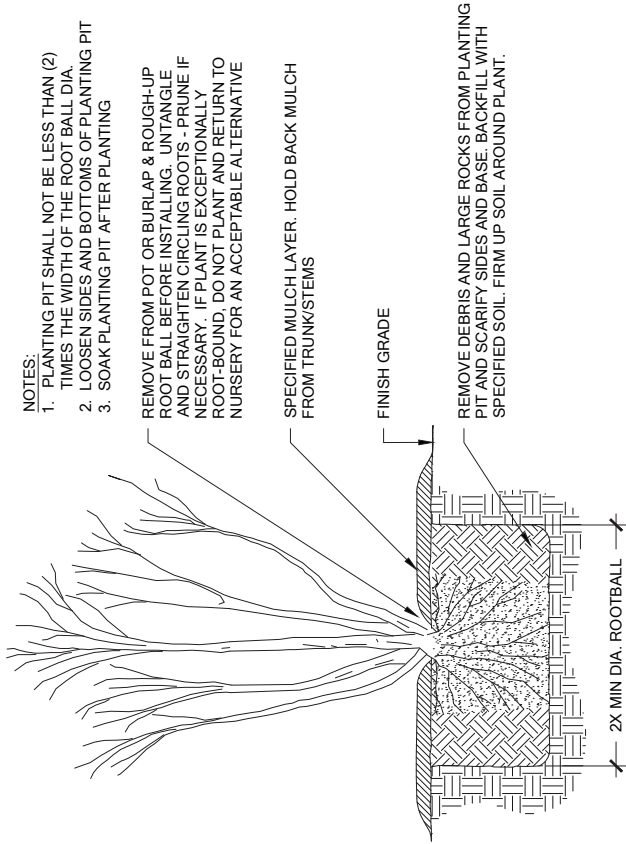 NOTES:
1. PLANTING PIT SHALL NOT BE LESS THAN (2)
TIMES THE WIDTH OF THE ROOT BALL DIA.
2. LOOSEN SIDES AND BOTTOMS OF PLANTING PIT
3. SOAK PLANTING PIT AFTER PLANTING
REMOVE FROM POT OR BURLAP & ROUGH-UP
ROOT BALL BEFORE INSTALLING. UNTANGLE
AND STRAIGHTEN CIRCLING ROOTS - PRUNE IF
NECESSARY. IF PLANT IS EXCEPTIONALLY
ROOT-BOUND, DO NOT PLANT AND RETURN TO
NURSERY FOR AN ACCEPTABLE ALTERNATIVE
SPECIFIED MULCH LAYER. HOLD BACK MULCH
FROM TRUNK/STEMS
FINISH GRADE
REMOVE DEBRIS AND LARGE ROCKS FROM PLANTING
PIT AND SCARIFY SIDES AND BASE. BACKFILL WITH
SPECIFIED SOIL. FIRM UP SOIL AROUND PLANT.
2X MIN DIA. ROOTBALL